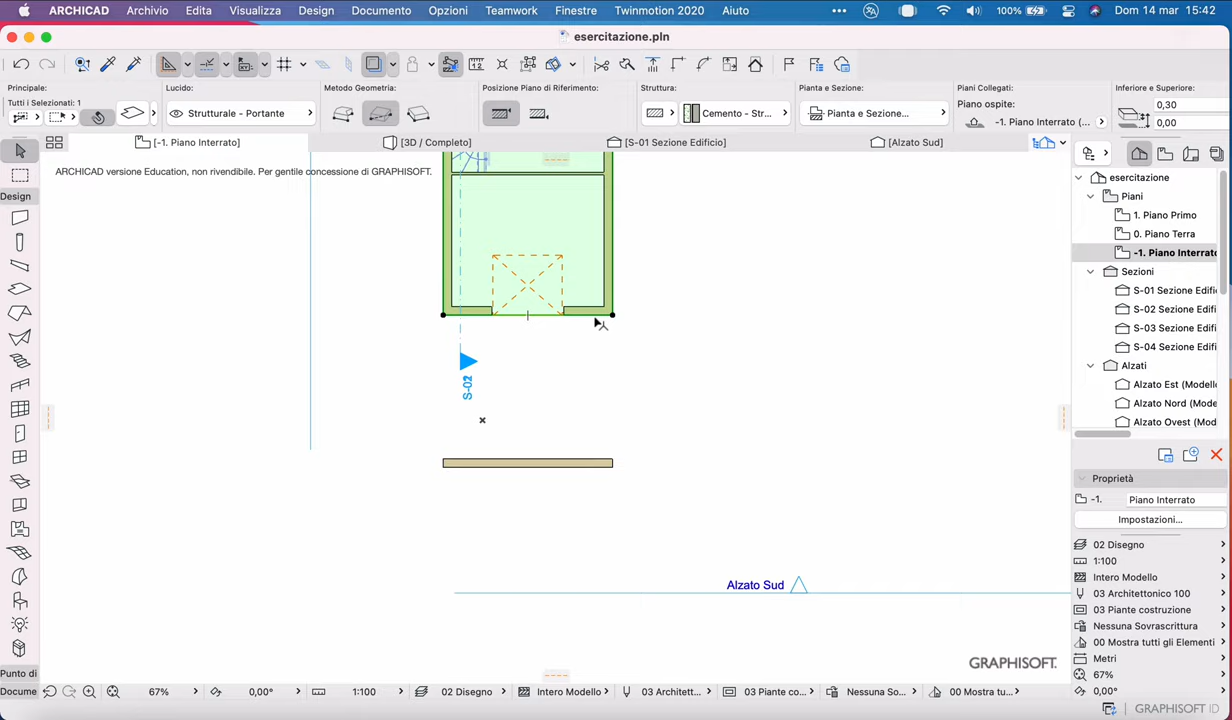 ARCHICAD Archivio Edita Visualizza Design Documento Opzioni Teamwork Finestre Twinmotion 2020 Aiuto 100% Dom 14 mar 15:42
esercitazione.pln
Principale: Lucido: Metodo Geometria: Posizione Piano di Riferimento: Struttura: Pianta e Sezione: Piani Collegati: Inferiore e Superiore:
Tutti i Selezionati: 1
Strutturale - Portante
Cemento - Str...
Pianta e Sezione...
Piano ospite:
-1. Piano Interrato (...
0,30
0,00
[-1. Piano Interrato] [3D / Completo] [S-01 Sezione Edificio] [Alzato Sud]
ARCHICAD versione Education, non rivendibile. Per gentile concessione di GRAPHISOFT.
Design
Punto di
Docume
S-02
Alzato Sud
GRAPHISOFT.
esercitazione
Piani
1. Piano Primo
0. Piano Terra
-1. Piano Interrato
Sezioni
S-01 Sezione Edifi
S-02 Sezione Edifi
S-03 Sezione Edifi
S-04 Sezione Edifi
Alzati
Alzato Est (Modell
Alzato Nord (Mode
Alzato Ovest (Mod
Alzato Sud (Mod
Proprietà
-1. Piano Interrato
Impostazioni...
02 Disegno
1:100
Intero Modello
03 Architettonico 100
03 Piante costruzione
Nessuna Sovrascrittura
00 Mostra tutti gli Elementi
Metri
67%
0,00°
67% 0,00° 1:100 02 Disegno Intero Modello 03 Architett... 03 Piante co... Nessuna So... 00 Mostra tu...
GRAPHISOFT ID